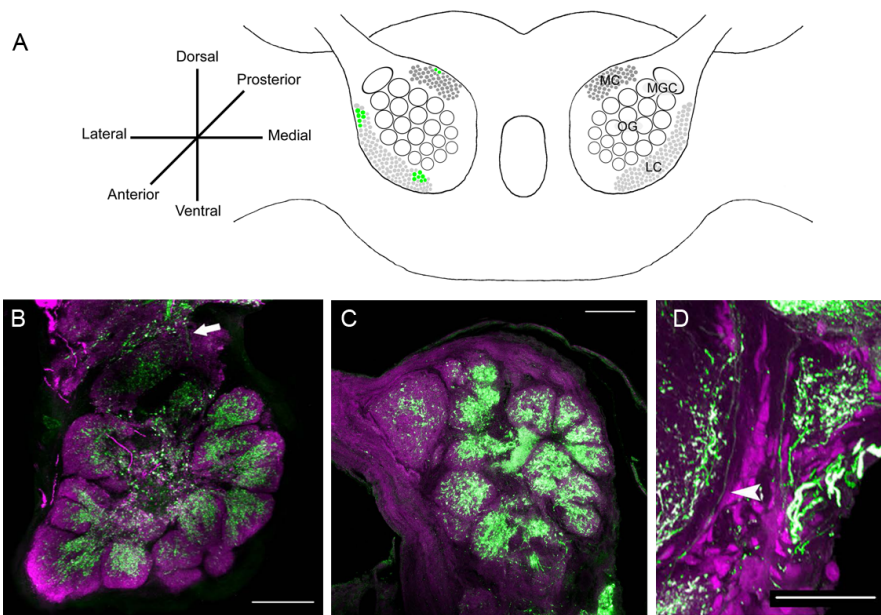 A
Dorsal
Prosterior
Lateral
Medial
Anterior
Ventral
MC
MGC
OG
LC
B
C
D